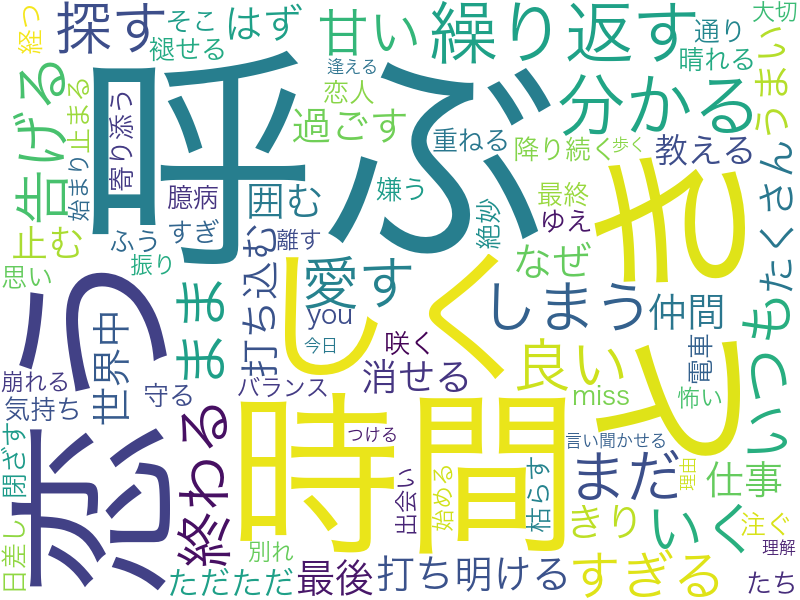 経つ
探す
そこ
はず
褪せる
甘い
繰り返す
通り
大切
晴れる
うまい
逢える
恋人
呼ぶ
分かる
告げる
止まる
始まり
寄り添う
過ごす
重ねる
降り続く
歩く
教える
たくさん
臆病
囲む
嫌う
最終
絶妙
ゆえ
止む
ふう
すぎ
離す
振り
思い
なぜ
とき
恋う
まま
打ち込む
愛す
しく
you
しまう
仲間
いつも
世界中
今日
咲く
電車
崩れる
守る
バランス
消せる
良い
miss
怖い
気持ち
終わる
時間
つける
言い聞かせる
閉ざす
出会い
始める
枯らす
まだ
理由
仕事
日差し
別れ
きり
いく
注ぐ
理解
ただただ
最後
打ち明ける
すぎる
たち